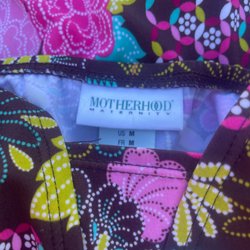 MOTHERHOOD
MATERNITY
US M
FR M